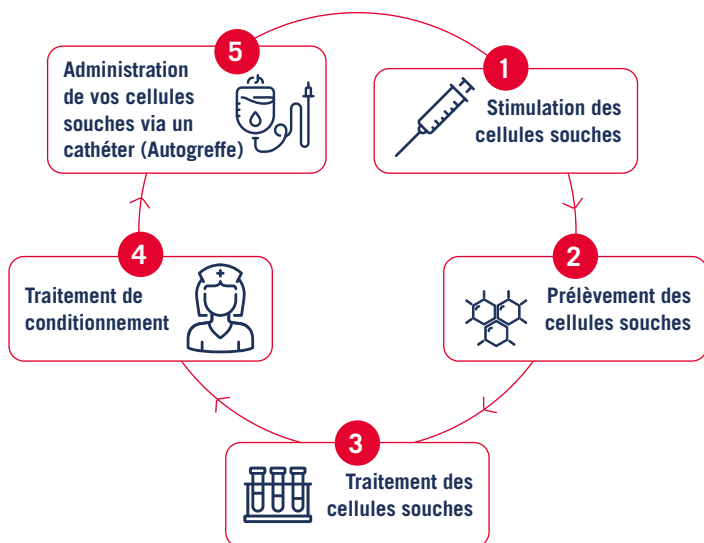 1
Stimulation des
cellules souches
2
Prélèvement des
cellules souches
3
Traitement des
cellules souches
4
Traitement de
conditionnement
5
Administration
de vos cellules
souches via un
cathéter (Autogreffe)